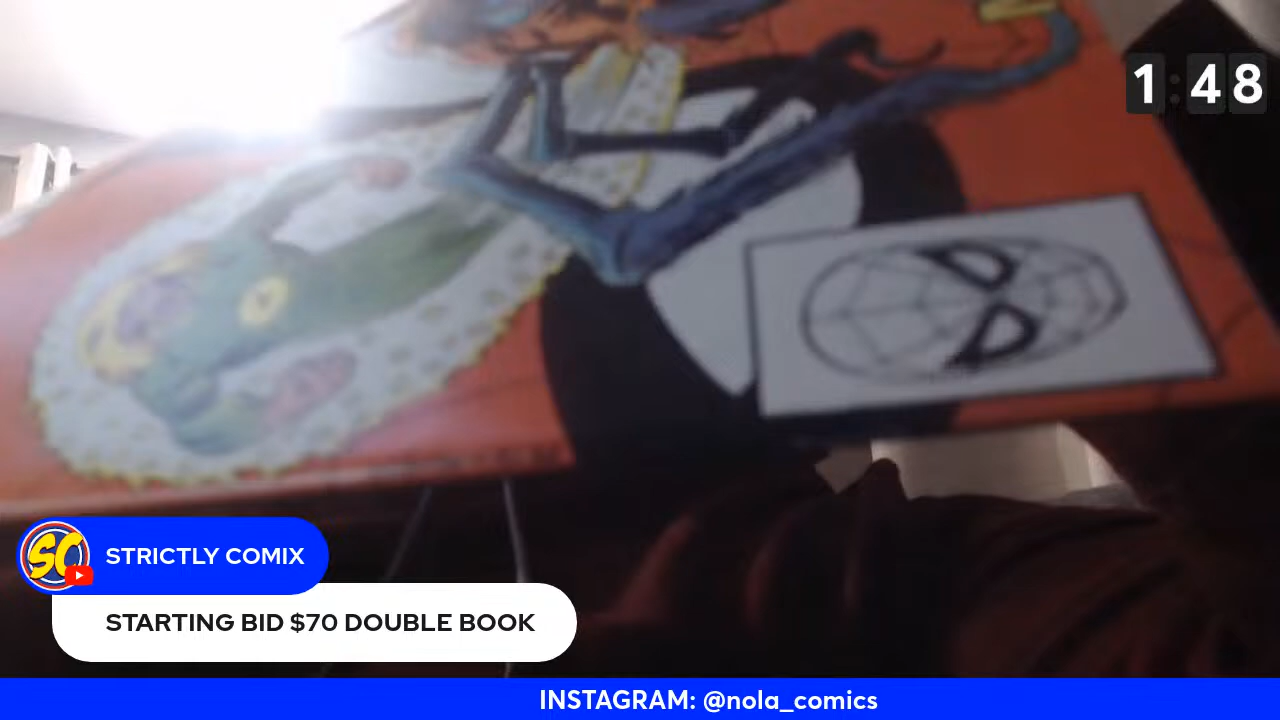 1:48
SC
STRICTLY COMIX
STARTING BID $70 DOUBLE BOOK
INSTAGRAM: @nola_comics